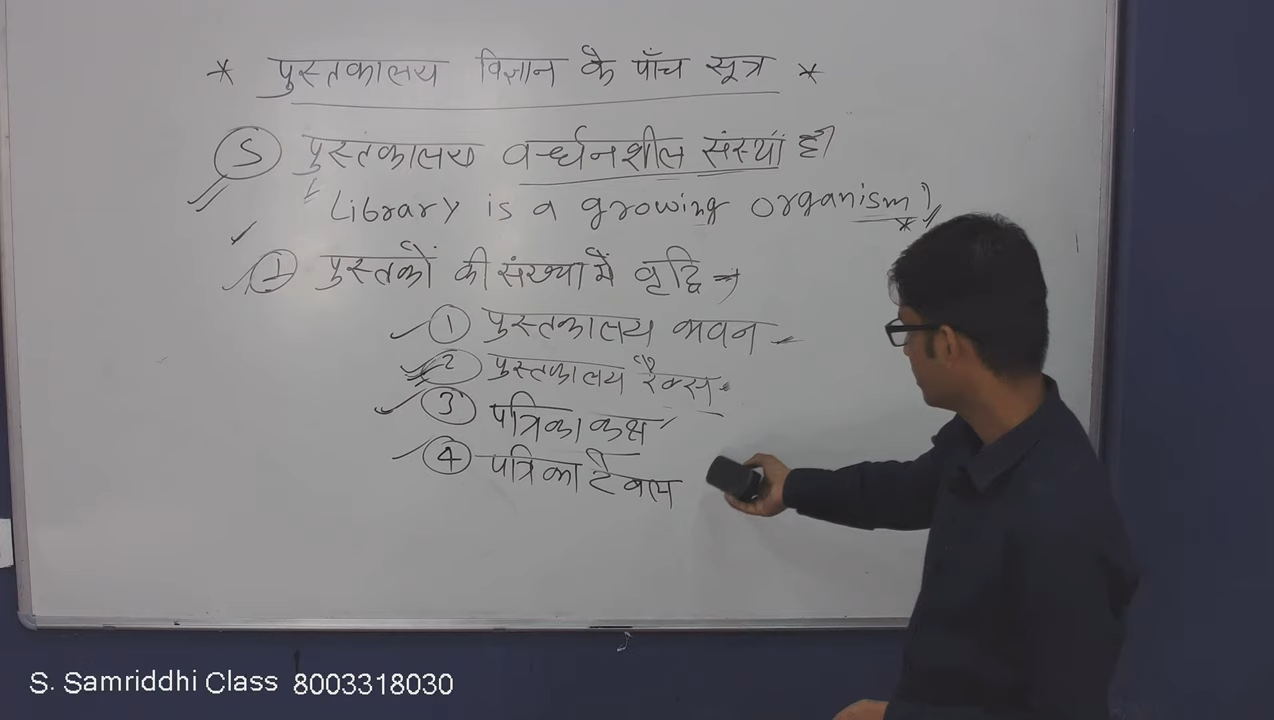 * पुस्तकालय विज्ञान के पाँच सूत्र *
5 पुस्तकालय वर्ध्दनशील संस्था है
"Library is a growing organism"
1 पुस्तकों की संख्या में वृद्धि →
1 पुस्तकालय भवन
2 पुस्तकालय रैक्स
3 पत्रिका कक्ष
4 पत्रिका टैबल
S. Samriddhi Class 8003318030